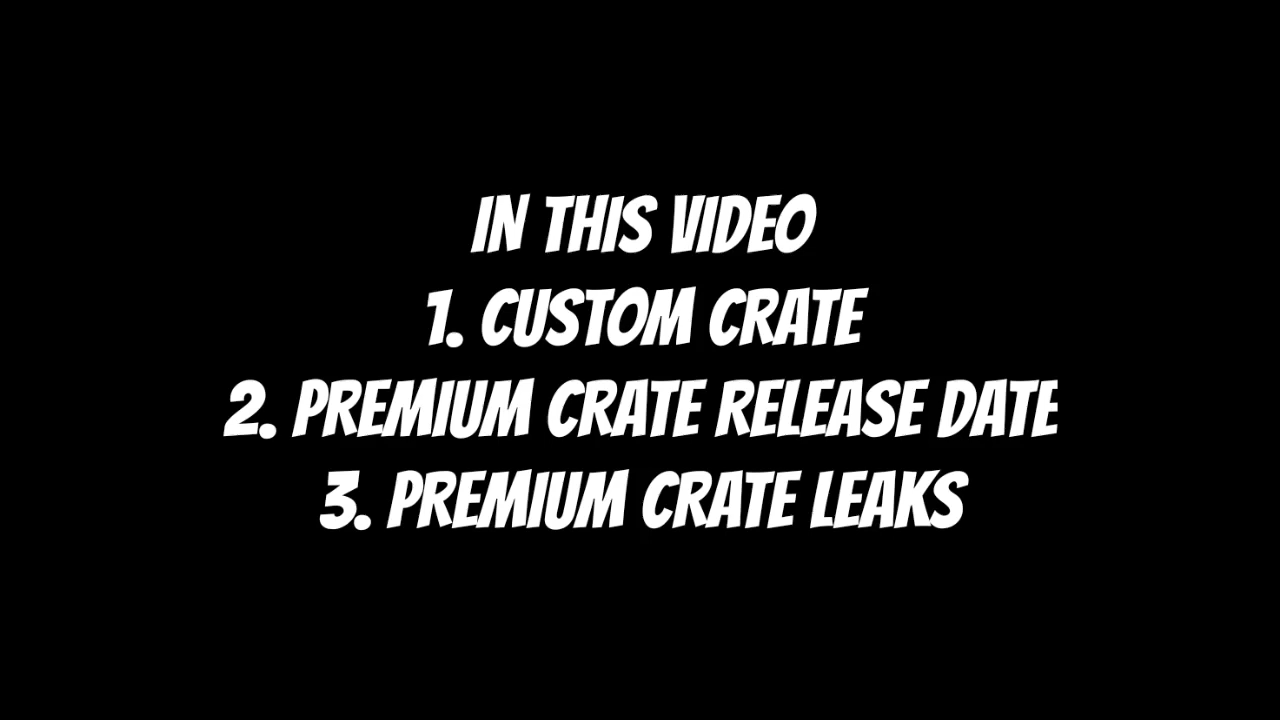 IN THIS VIDEO
1. CUSTOM CRATE
2. PREMIUM CRATE RELEASE DATE
3. PREMIUM CRATE LEAKS